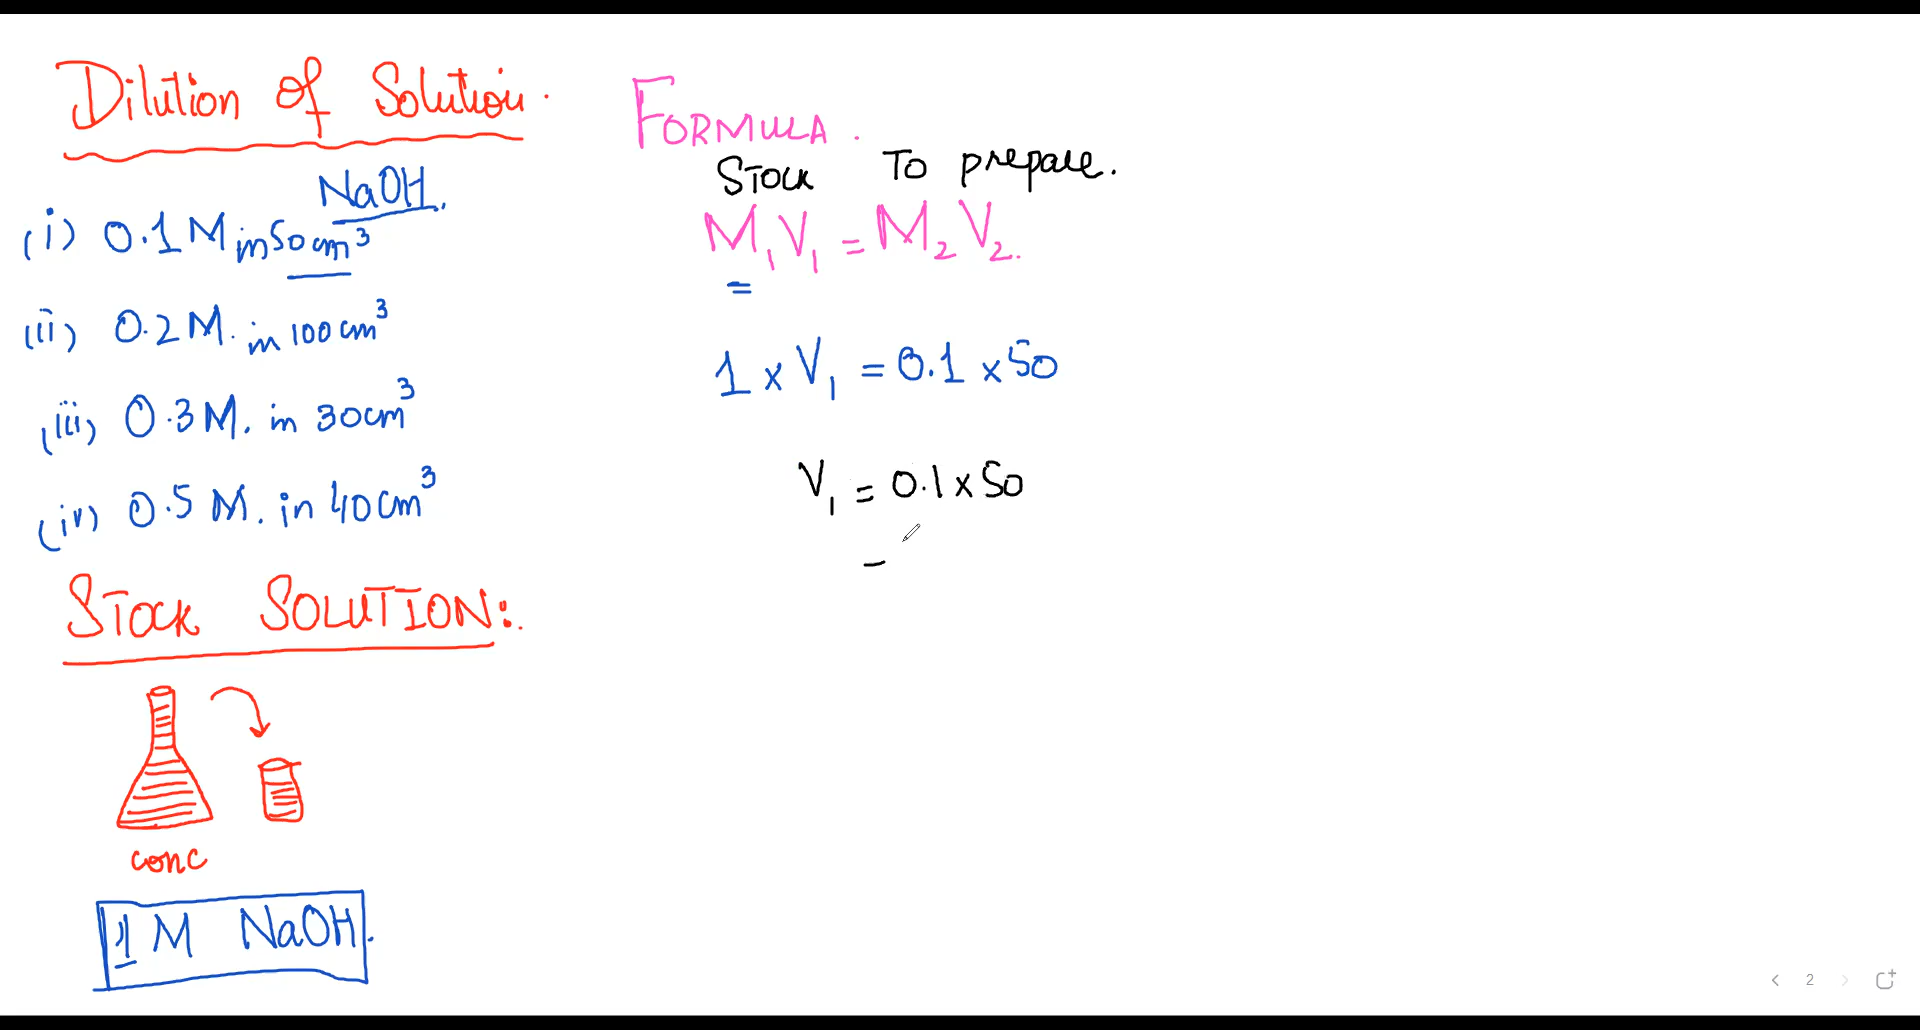 Dilution of Solution.
NaOH.
(i) 0.1 M in 50 cm³
(ii) 0.2 M. in 100 cm³
(iii) 0.3 M. in 30 cm³
(iv) 0.5 M. in 40 cm³
STOCK SOLUTION:.
conc
1 M NaOH.
FORMULA.
STOCK TO prepare.
M₁V₁ = M₂V₂.
=
1 × V₁ = 0.1 × 50
V₁ = 0.1 × 50
–
2